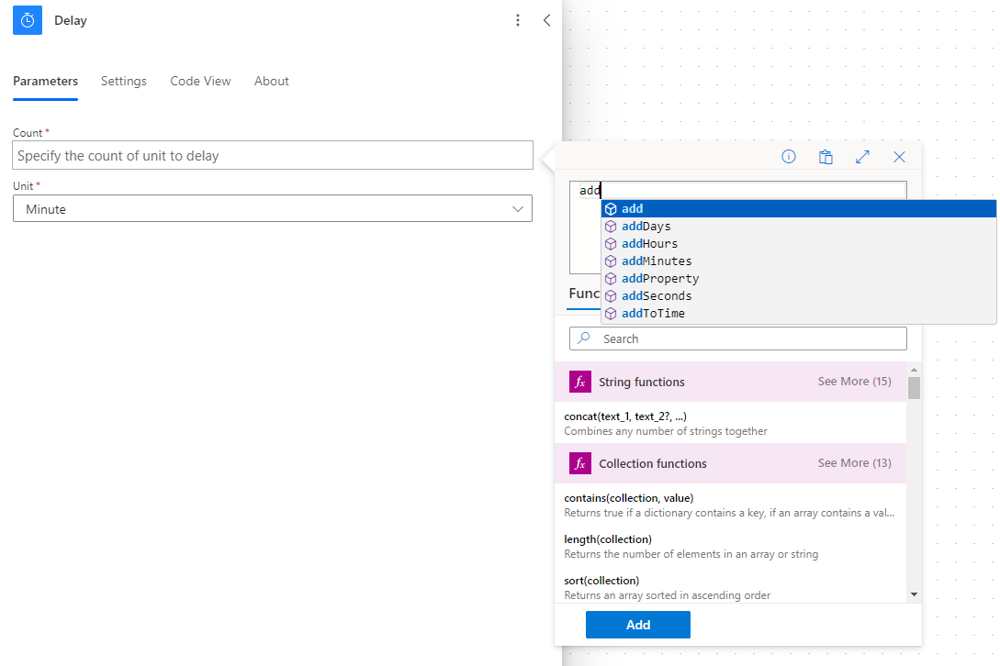 Delay
Parameters Settings Code View About
Count *
Specify the count of unit to delay
Unit *
Minute
add
add
addDays
addHours
addMinutes
addProperty
addSeconds
addToTime
Func
Search
fx String functions See More (15)
concat(text_1, text_2?, ...)
Combines any number of strings together
fx Collection functions See More (13)
contains(collection, value)
Returns true if a dictionary contains a key, if an array contains a val...
length(collection)
Returns the number of elements in an array or string
sort(collection)
Returns an array sorted in ascending order
Add